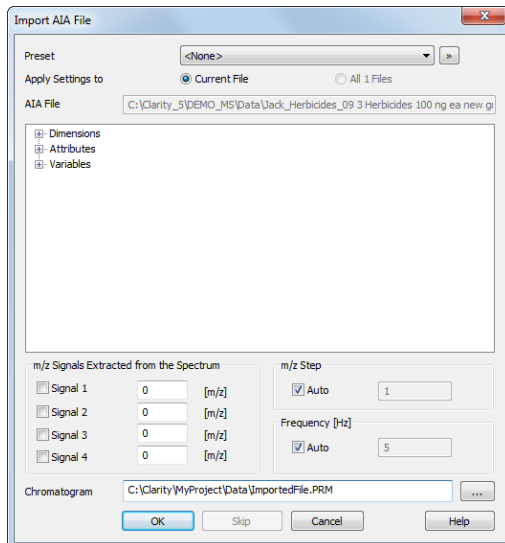 Import AIA File
Preset <None> »
Apply Settings to Current File All 1 Files
AIA File C:\Clarity_5\DEMO_MS\Data\Jack_Herbicides_09 3 Herbicides 100 ng ea new
Dimensions
Attributes
Variables
m/z Signals Extracted from the Spectrum
Signal 1 0 [m/z]
Signal 2 0 [m/z]
Signal 3 0 [m/z]
Signal 4 0 [m/z]
m/z Step
Auto 1
Frequency [Hz]
Auto 5
Chromatogram C:\Clarity\MyProject\Data\ImportedFile.PRM ...
OK Skip Cancel Help